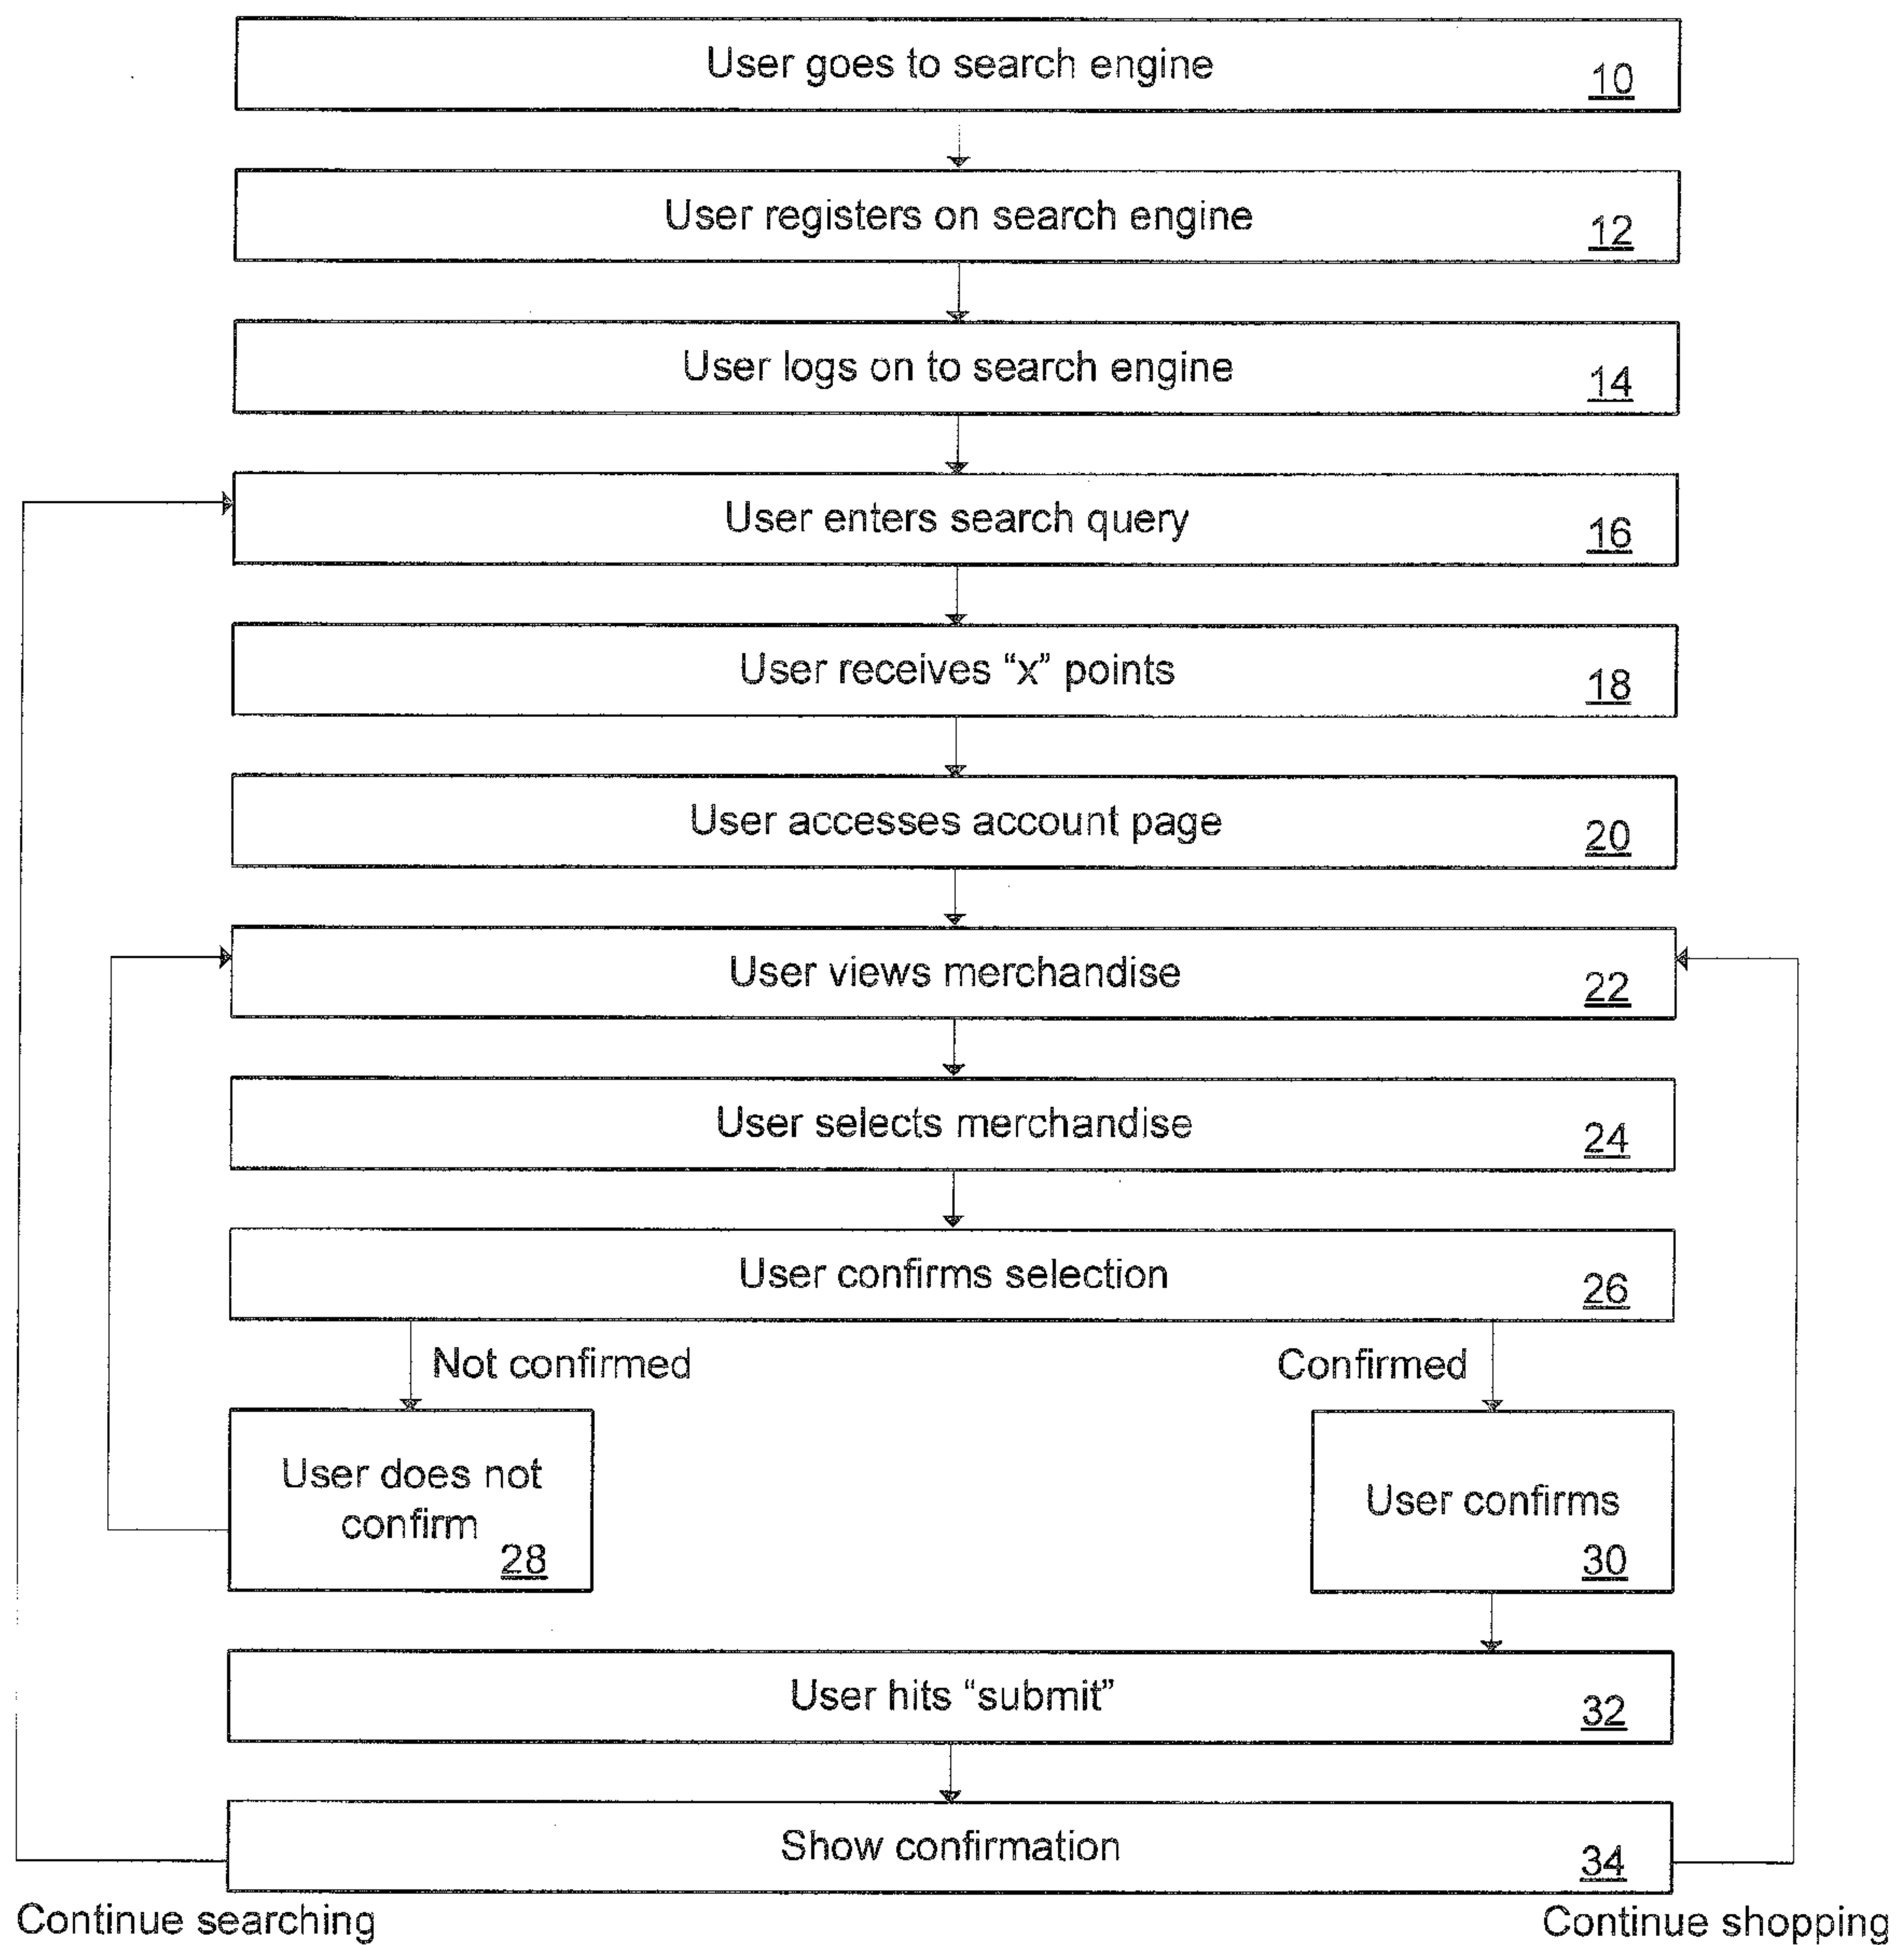 User goes to search engine
10
User registers on search engine
12
User logs on to search engine
14
User enters search query
16
User receives “x” points
18
User accesses account page
20
User views merchandise
22
User selects merchandise
24
User confirms selection
26
Not confirmed
Confirmed
User does not
confirm
28
User confirms
30
User hits “submit”
32
Show confirmation
34
Continue searching
Continue shopping